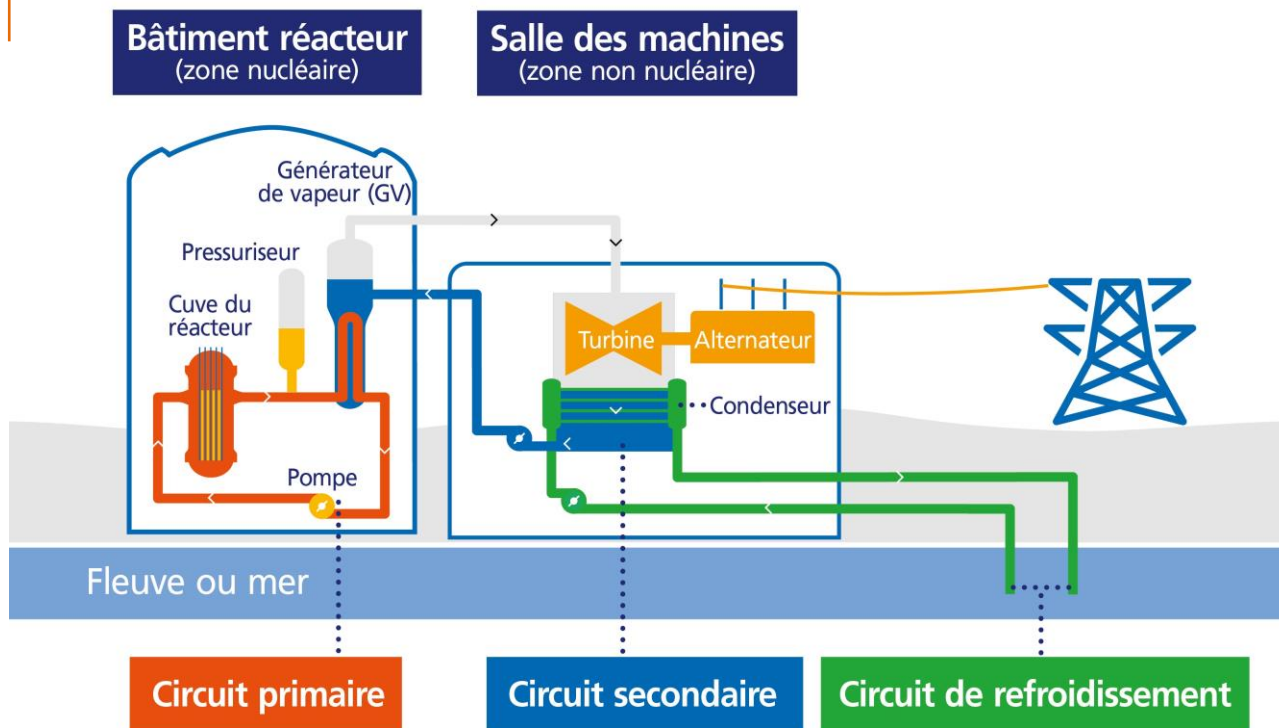 Bâtiment réacteur
(zone nucléaire)
Salle des machines
(zone non nucléaire)
Générateur
de vapeur (GV)
Pressuriseur
Cuve du
réacteur
Turbine
Alternateur
Condenseur
Pompe
Fleuve ou mer
Circuit primaire
Circuit secondaire
Circuit de refroidissement